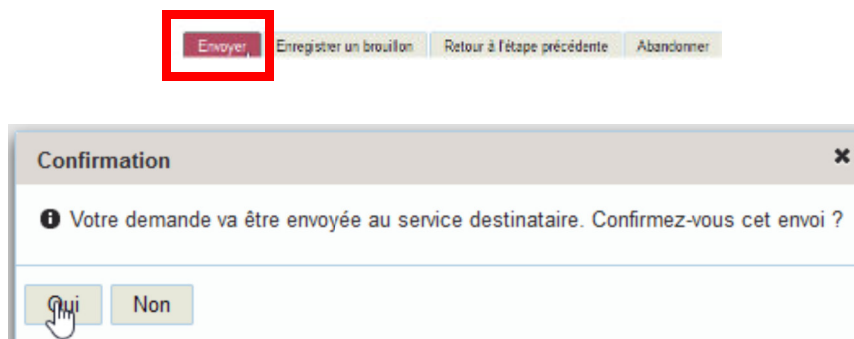 Envoyer Enregistrer un brouillon Retour à l'étape précédente Abandonner
Confirmation
Votre demande va être envoyée au service destinataire. Confirmez-vous cet envoi ?
Oui Non